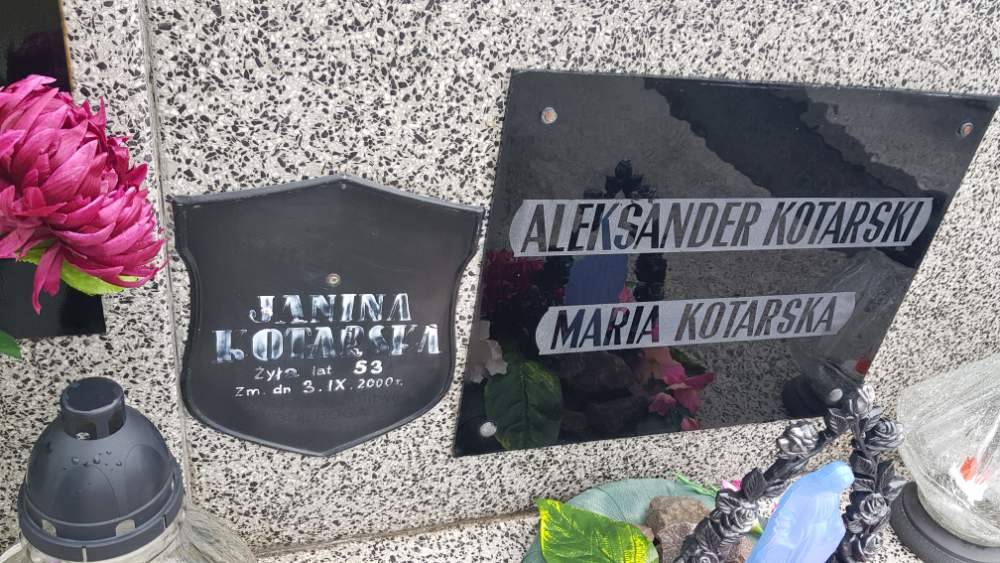 JANINA
KOTARSKA
Żyła lat 53
Zm. dn 3.IX.2000r.
ALEKSANDER KOTARSKI
MARIA KOTARSKA